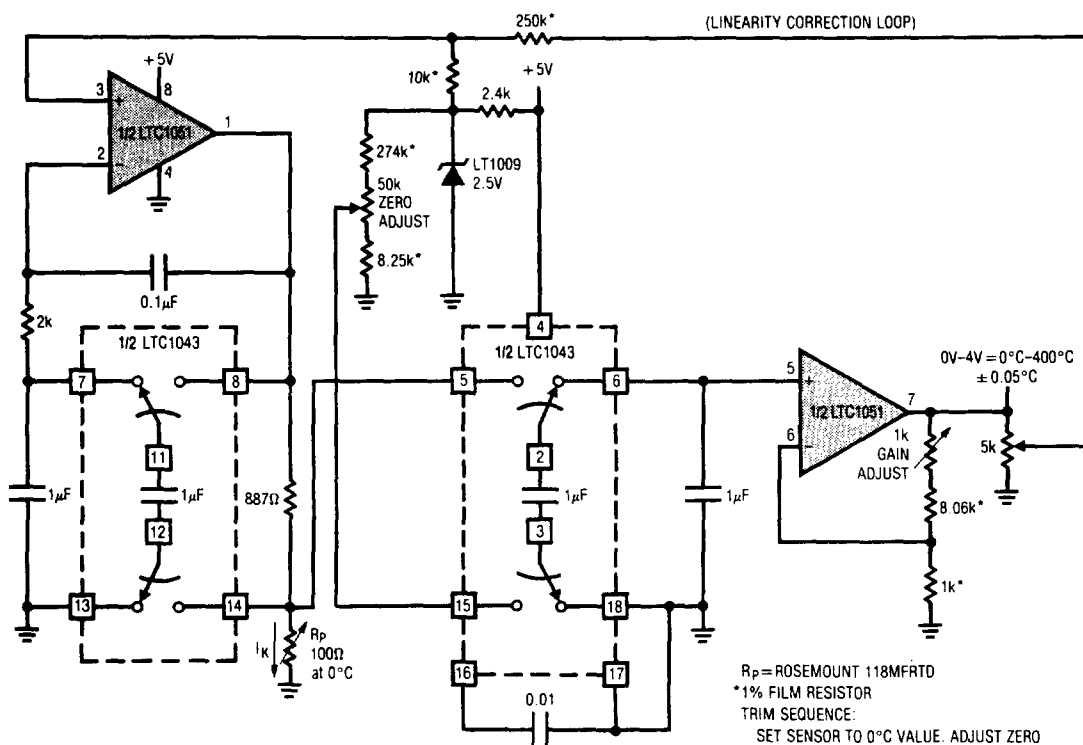 250k*
(LINEARITY CORRECTION LOOP)
+5V
10k*
+5V
3
+
8
2.4k
1/2 LTC1051
1
2
−
4
274k*
LT1009
2.5V
50k
ZERO
ADJUST
8.25k*
0.1µF
2k
1/2 LTC1043
4
1/2 LTC1043
0V–4V = 0°C–400°C
± 0.05°C
7
8
5
6
5
+
1/2 LTC1051
7
6
−
1k
GAIN
ADJUST
5k
11
2
1µF
1µF
887Ω
1µF
1µF
8.06k*
12
3
13
14
15
18
1k*
IK
RP
100Ω
at 0°C
16
17
0.01
RP = ROSEMOUNT 118MFRTD
*1% FILM RESISTOR
TRIM SEQUENCE:
SET SENSOR TO 0°C VALUE. ADJUST ZERO